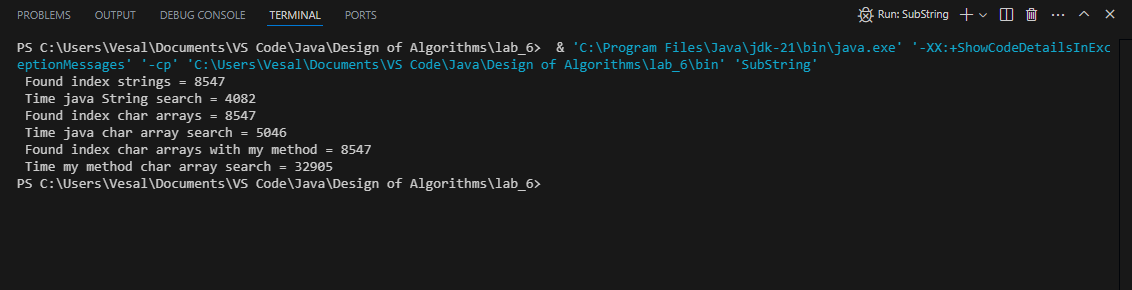 PROBLEMS OUTPUT DEBUG CONSOLE TERMINAL PORTS Run: SubString
PS C:\Users\Vesal\Documents\VS Code\Java\Design of Algorithms\lab_6>  & 'C:\Program Files\Java\jdk-21\bin\java.exe' '-XX:+ShowCodeDetailsInExc
eptionMessages' '-cp' 'C:\Users\Vesal\Documents\VS Code\Java\Design of Algorithms\lab_6\bin' 'SubString'
Found index strings = 8547
Time java String search = 4082
Found index char arrays = 8547
Time java char array search = 5046
Found index char arrays with my method = 8547
Time my method char array search = 32905
PS C:\Users\Vesal\Documents\VS Code\Java\Design of Algorithms\lab_6>